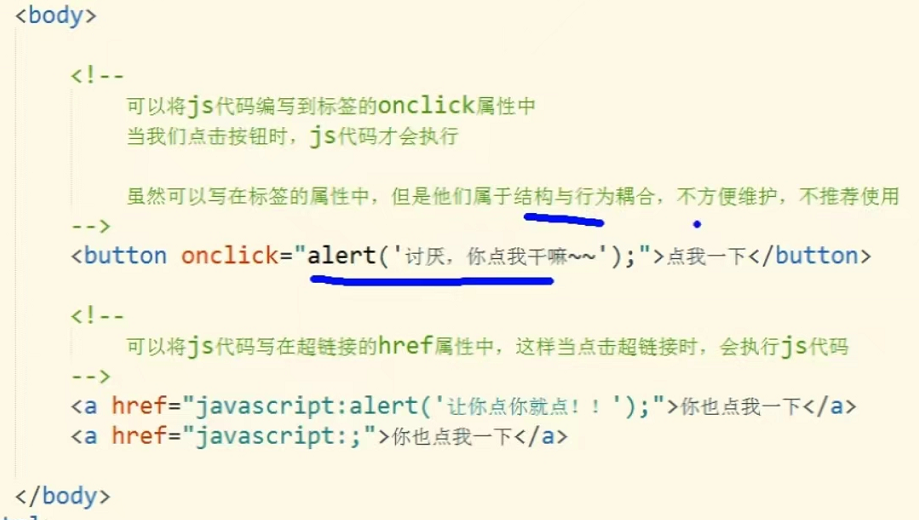 <body>
<!--
可以将js代码编写到标签的onclick属性中
当我们点击按钮时，js代码才会执行
虽然可以写在标签的属性中，但是他们属于结构与行为耦合，不方便维护，不推荐使用
-->
<button onclick="alert('讨厌，你点我干嘛~~');">点我一下</button>
<!--
可以将js代码写在超链接的href属性中，这样当点击超链接时，会执行js代码
-->
<a href="javascript:alert('让你点你就点！！');">你也点我一下</a>
<a href="javascript:;">你也点我一下</a>
</body>